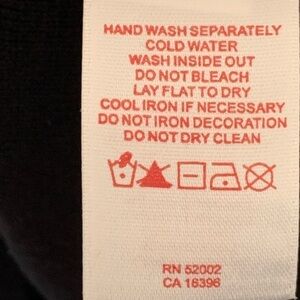 HAND WASH SEPARATELY
COLD WATER
WASH INSIDE OUT
DO NOT BLEACH
LAY FLAT TO DRY
COOL IRON IF NECESSARY
DO NOT IRON DECORATION
DO NOT DRY CLEAN
RN 52002
CA 16396